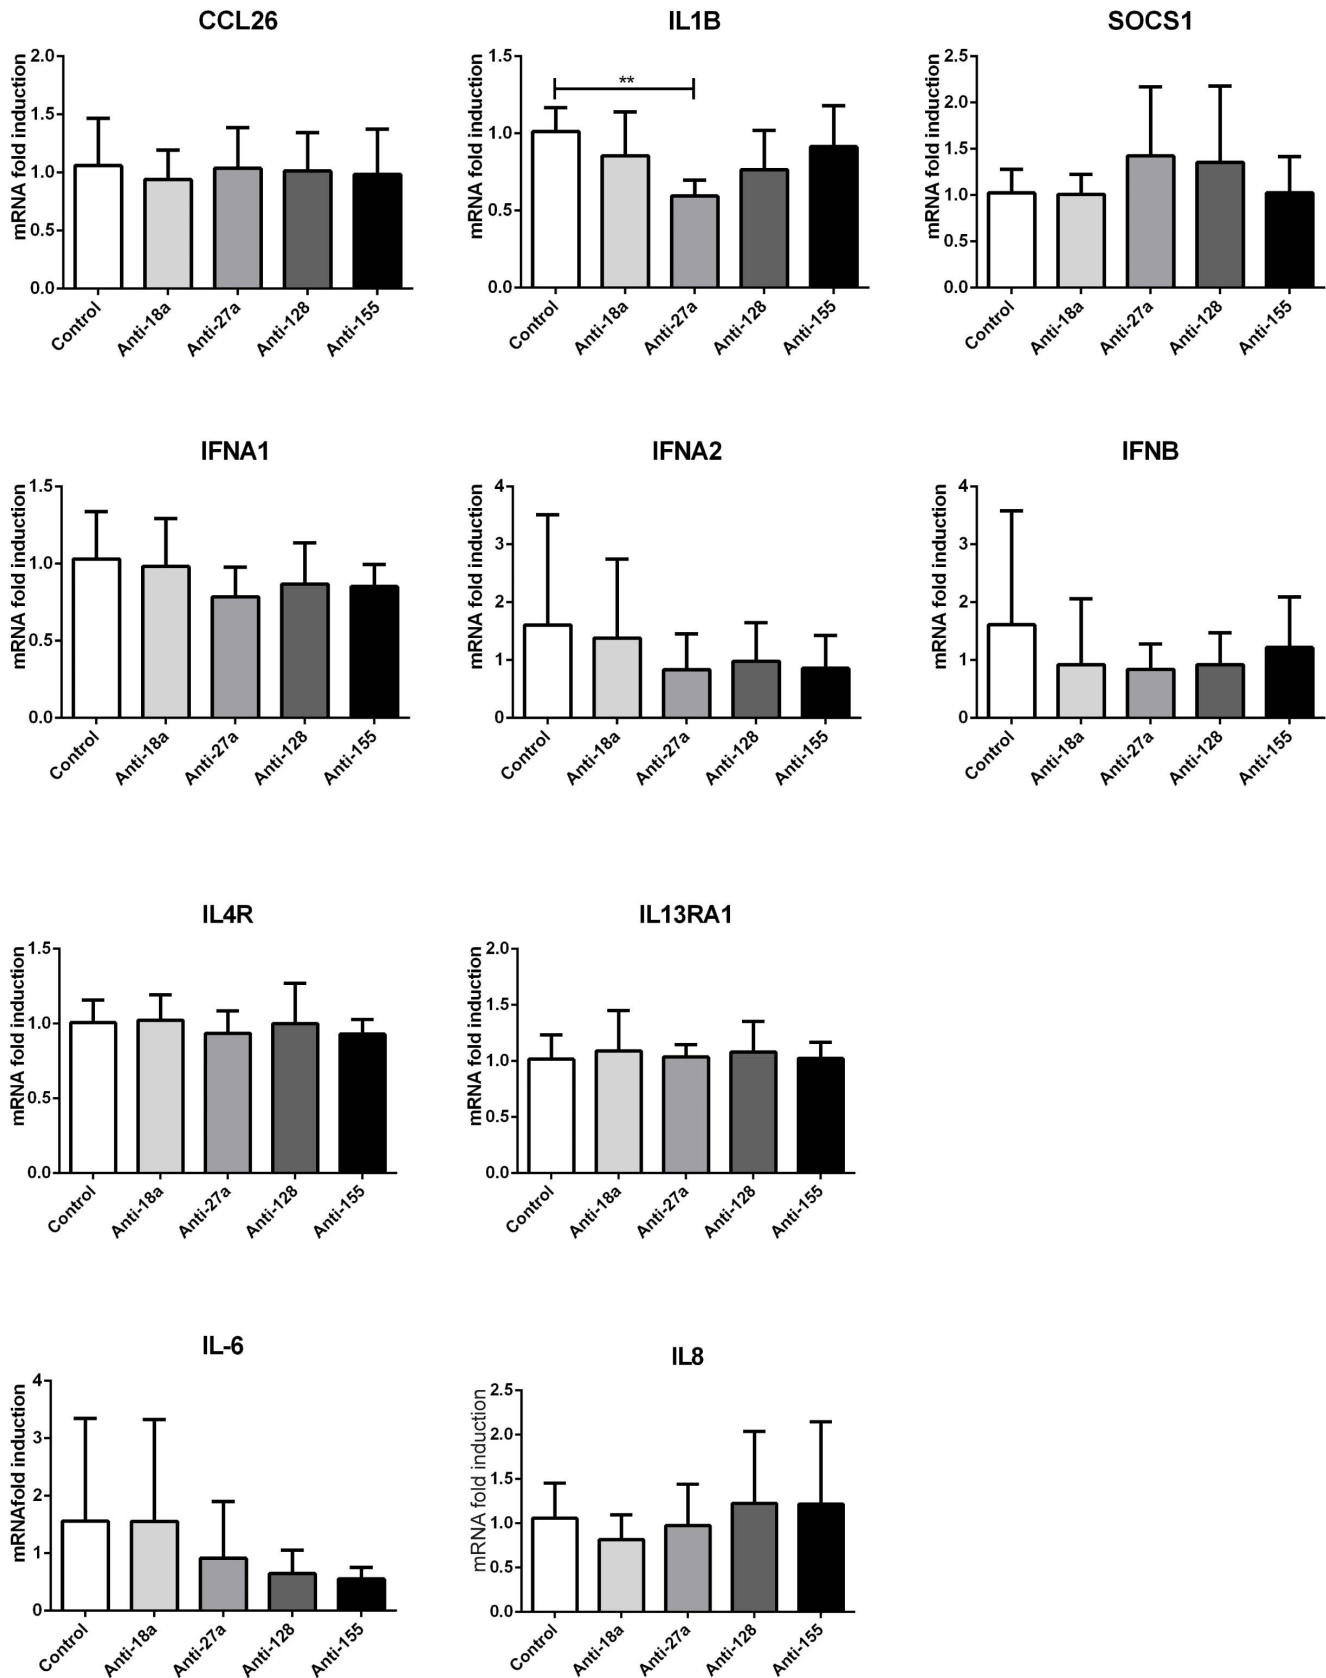 CCL26
mRNA fold induction
2.0
1.5
1.0
0.5
0.0
Control
Anti-18a
Anti-27a
Anti-128
Anti-155
IL1B
mRNA fold induction
1.5
1.0
0.5
0.0
**
Control
Anti-18a
Anti-27a
Anti-128
Anti-155
SOCS1
mRNA fold induction
2.5
2.0
1.5
1.0
0.5
0.0
Control
Anti-18a
Anti-27a
Anti-128
Anti-155
IFNA1
mRNA fold induction
1.5
1.0
0.5
0.0
Control
Anti-18a
Anti-27a
Anti-128
Anti-155
IFNA2
mRNA fold induction
4
3
2
1
0
Control
Anti-18a
Anti-27a
Anti-128
Anti-155
IFNB
mRNA fold induction
4
3
2
1
0
Control
Anti-18a
Anti-27a
Anti-128
Anti-155
IL4R
mRNA fold induction
1.5
1.0
0.5
0.0
Control
Anti-18a
Anti-27a
Anti-128
Anti-155
IL13RA1
mRNA fold induction
2.0
1.5
1.0
0.5
0.0
Control
Anti-18a
Anti-27a
Anti-128
Anti-155
IL-6
mRNAfold induction
4
3
2
1
0
Control
Anti-18a
Anti-27a
Anti-128
Anti-155
IL8
mRNA fold induction
2.5
2.0
1.5
1.0
0.5
0.0
Control
Anti-18a
Anti-27a
Anti-128
Anti-155